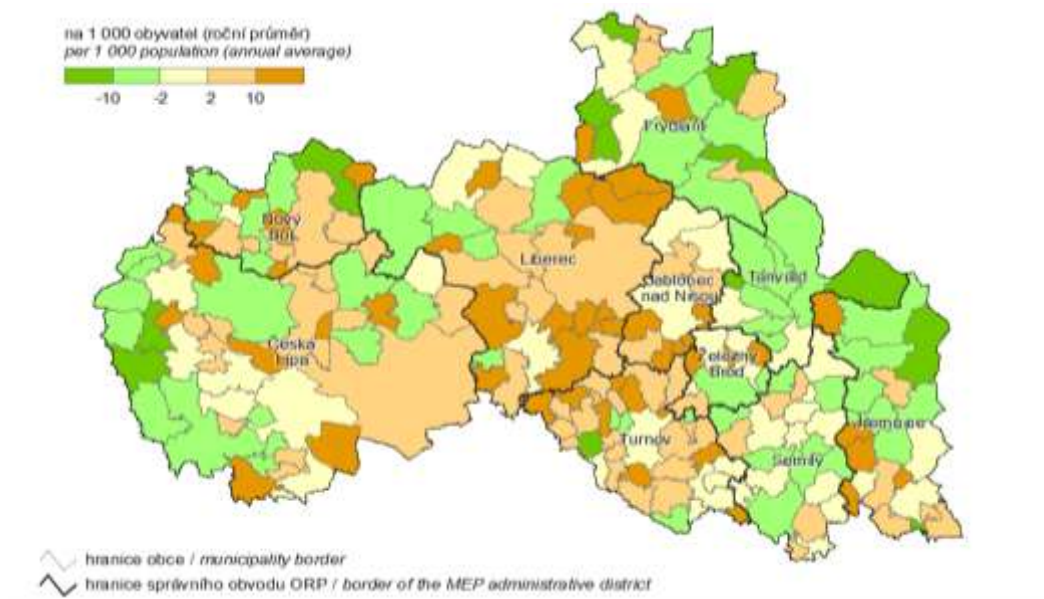 na 1 000 obyvatel (roční průměr)
per 1 000 population (annual average)
-10 -2 2 10
Frýdlant
Nový
Bor
Liberec
Jablonec
nad Nisou
Tanvald
Česká
Lípa
Železný
Brod
Jilemnice
Turnov
Semily
hranice obce / municipality border
hranice správního obvodu ORP / border of the MEP administrative district